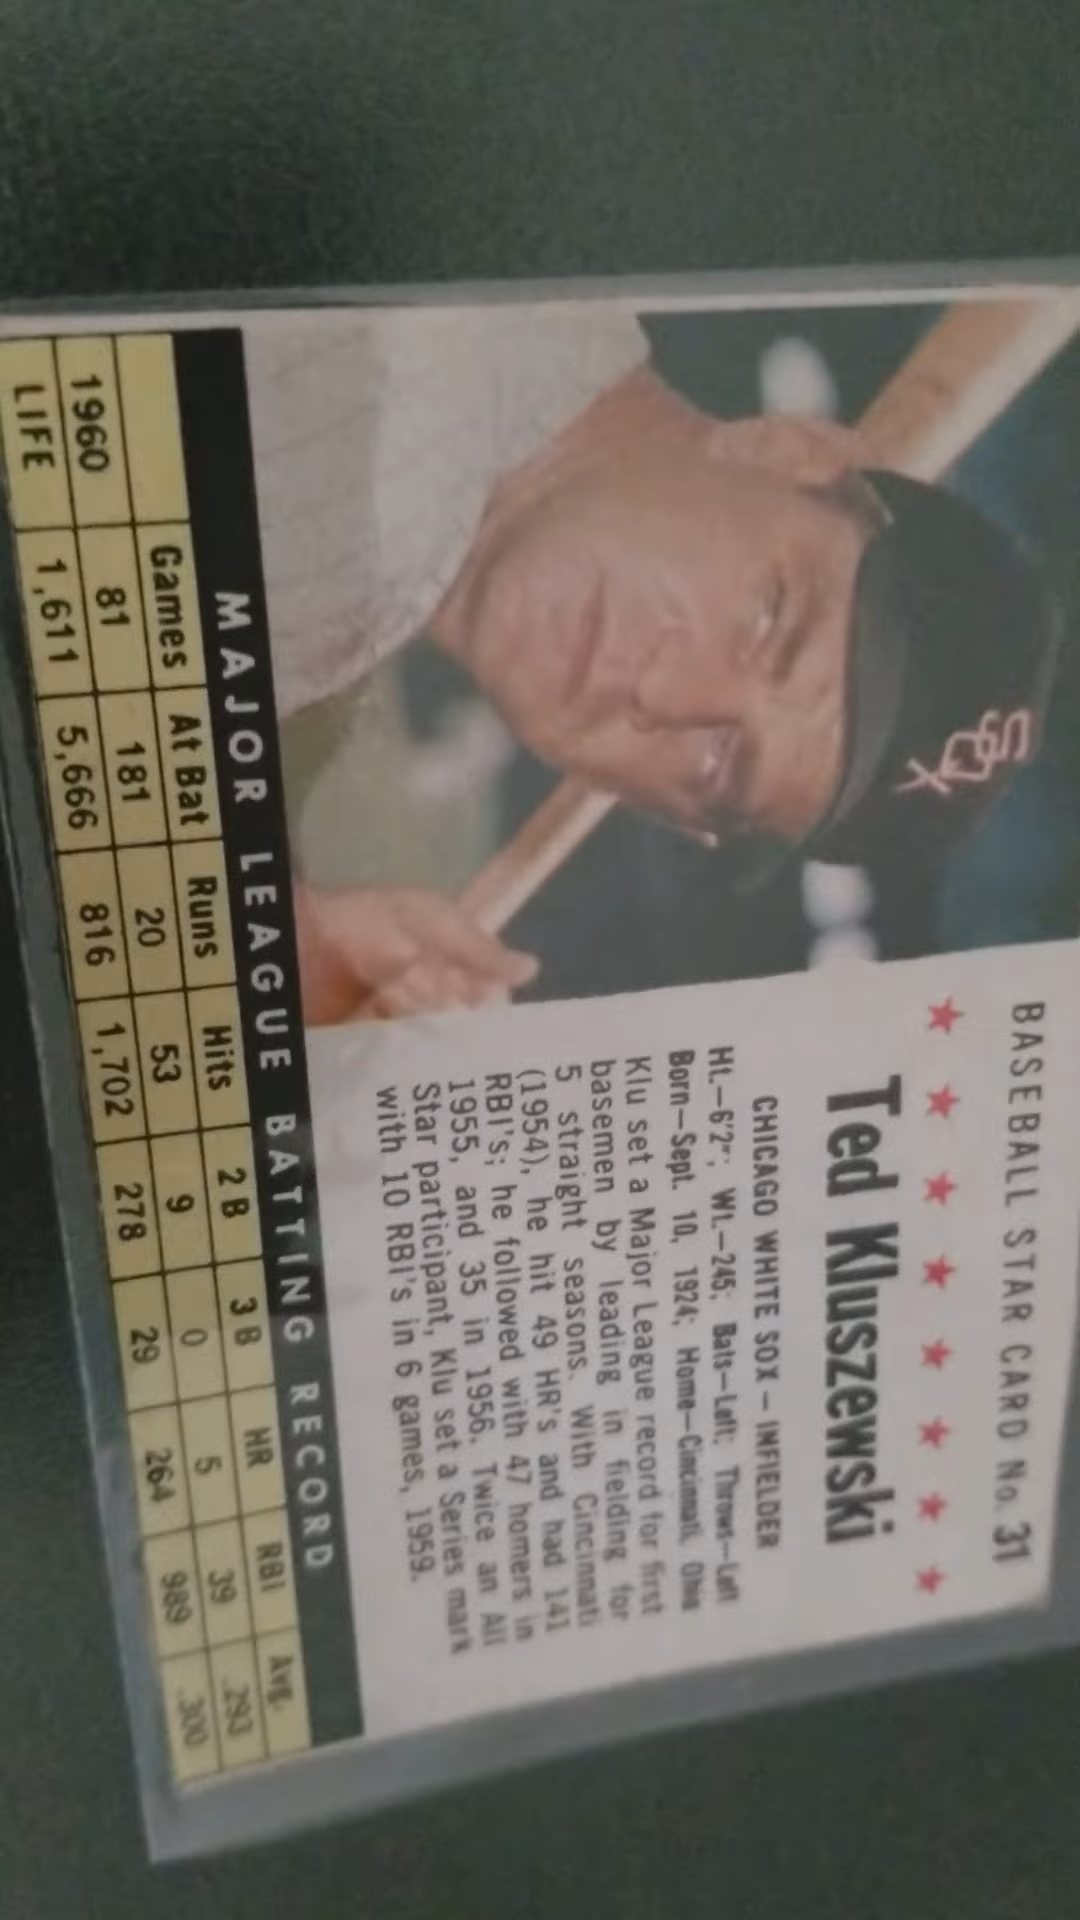 BASEBALL STAR CARD No. 31
Ted Kluszewski
CHICAGO WHITE SOX – INFIELDER
Ht.–6'2"; Wt.–245; Bats–Left; Throws–Left
Born–Sept. 10, 1924; Home–Cincinnati, Ohio
Klu set a Major League record for first
basemen by leading in fielding for
5 straight seasons. With Cincinnati
(1954), he hit 49 HR's and had 141
RBI's; he followed with 47 homers in
1955, and 35 in 1956. Twice an All
Star participant, Klu set a Series mark
with 10 RBI's in 6 games, 1959.
SOX
MAJOR LEAGUE BATTING RECORD
Games At Bat Runs Hits 2 B 3 B HR RBI Avg.
1960 81 181 20 53 9 0 5 39 .293
LIFE 1,611 5,666 816 1,702 278 29 264 989 .300